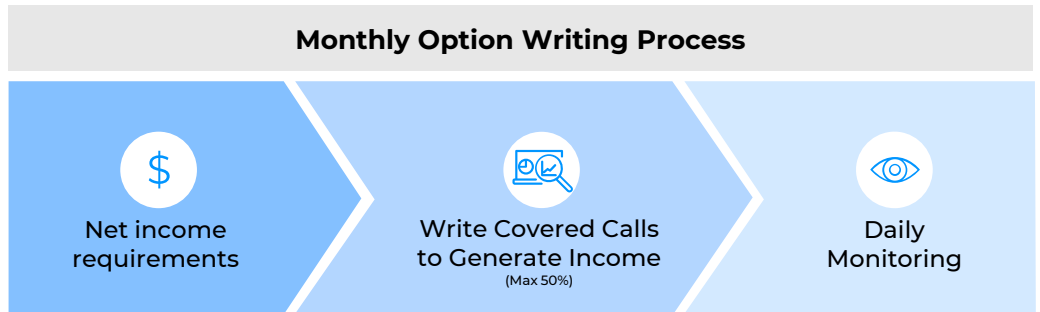 Monthly Option Writing Process
$
Net income
requirements
Write Covered Calls
to Generate Income
(Max 50%)
Daily
Monitoring